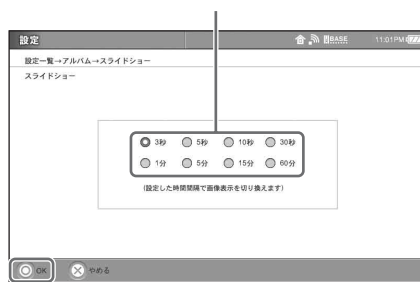 設定
BASE 11:01PM
設定一覧→アルバム→スライドショー
スライドショー
3秒 5秒 10秒 30秒
1分 5分 15分 60分
(設定した時間間隔で画像表示を切り換えます)
OK やめる